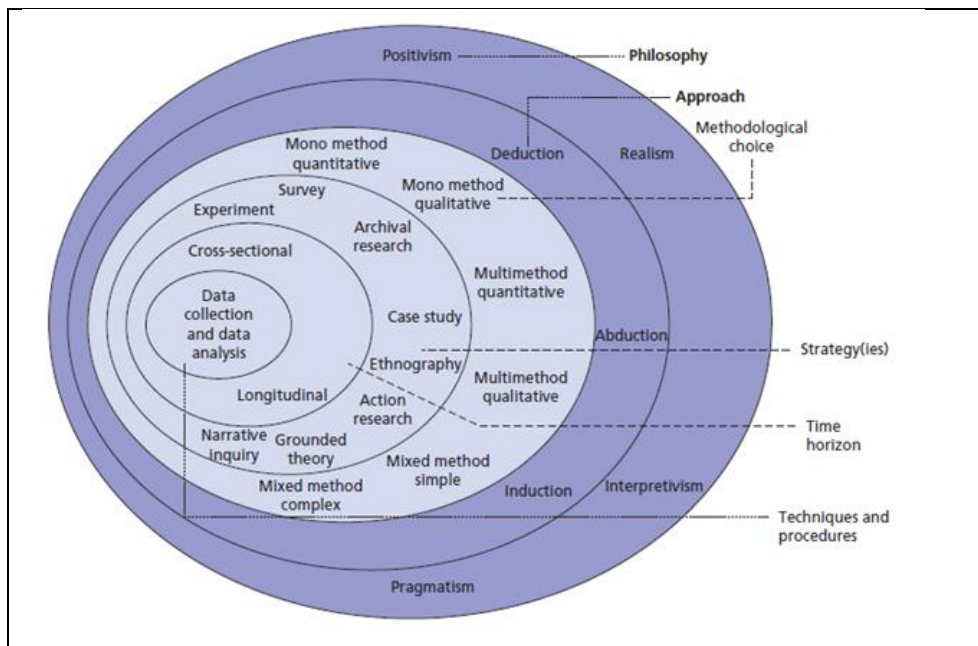 Positivism
Philosophy
Approach
Methodological
choice
Deduction
Realism
Mono method
quantitative
Mono method
qualitative
Survey
Experiment
Archival
research
Cross-sectional
Multimethod
quantitative
Data
collection
and data
analysis
Case study
Abduction
Strategy(ies)
Ethnography
Multimethod
qualitative
Longitudinal
Action
research
Time
horizon
Narrative
inquiry
Grounded
theory
Mixed method
simple
Mixed method
complex
Induction
Interpretivism
Techniques and
procedures
Pragmatism